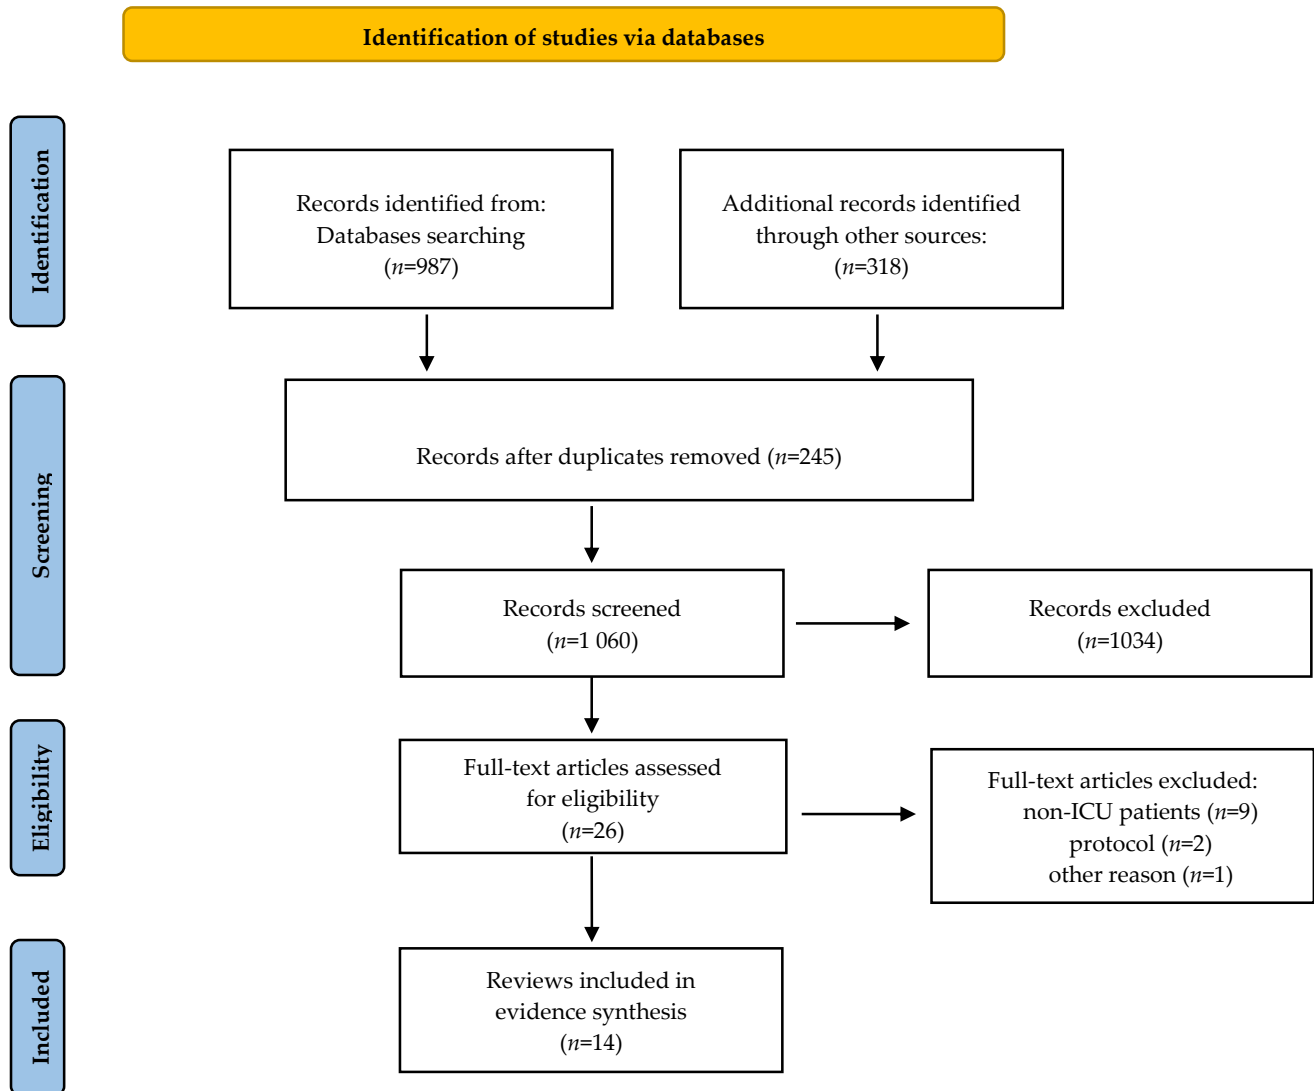 Identification of studies via databases
Identification
Records identified from:
Databases searching
(n=987)
Additional records identified
through other sources:
(n=318)
Screening
Records after duplicates removed (n=245)
Records screened
(n=1 060)
Records excluded
(n=1034)
Eligibility
Full-text articles assessed
for eligibility
(n=26)
Full-text articles excluded:
non-ICU patients (n=9)
protocol (n=2)
other reason (n=1)
Included
Reviews included in
evidence synthesis
(n=14)